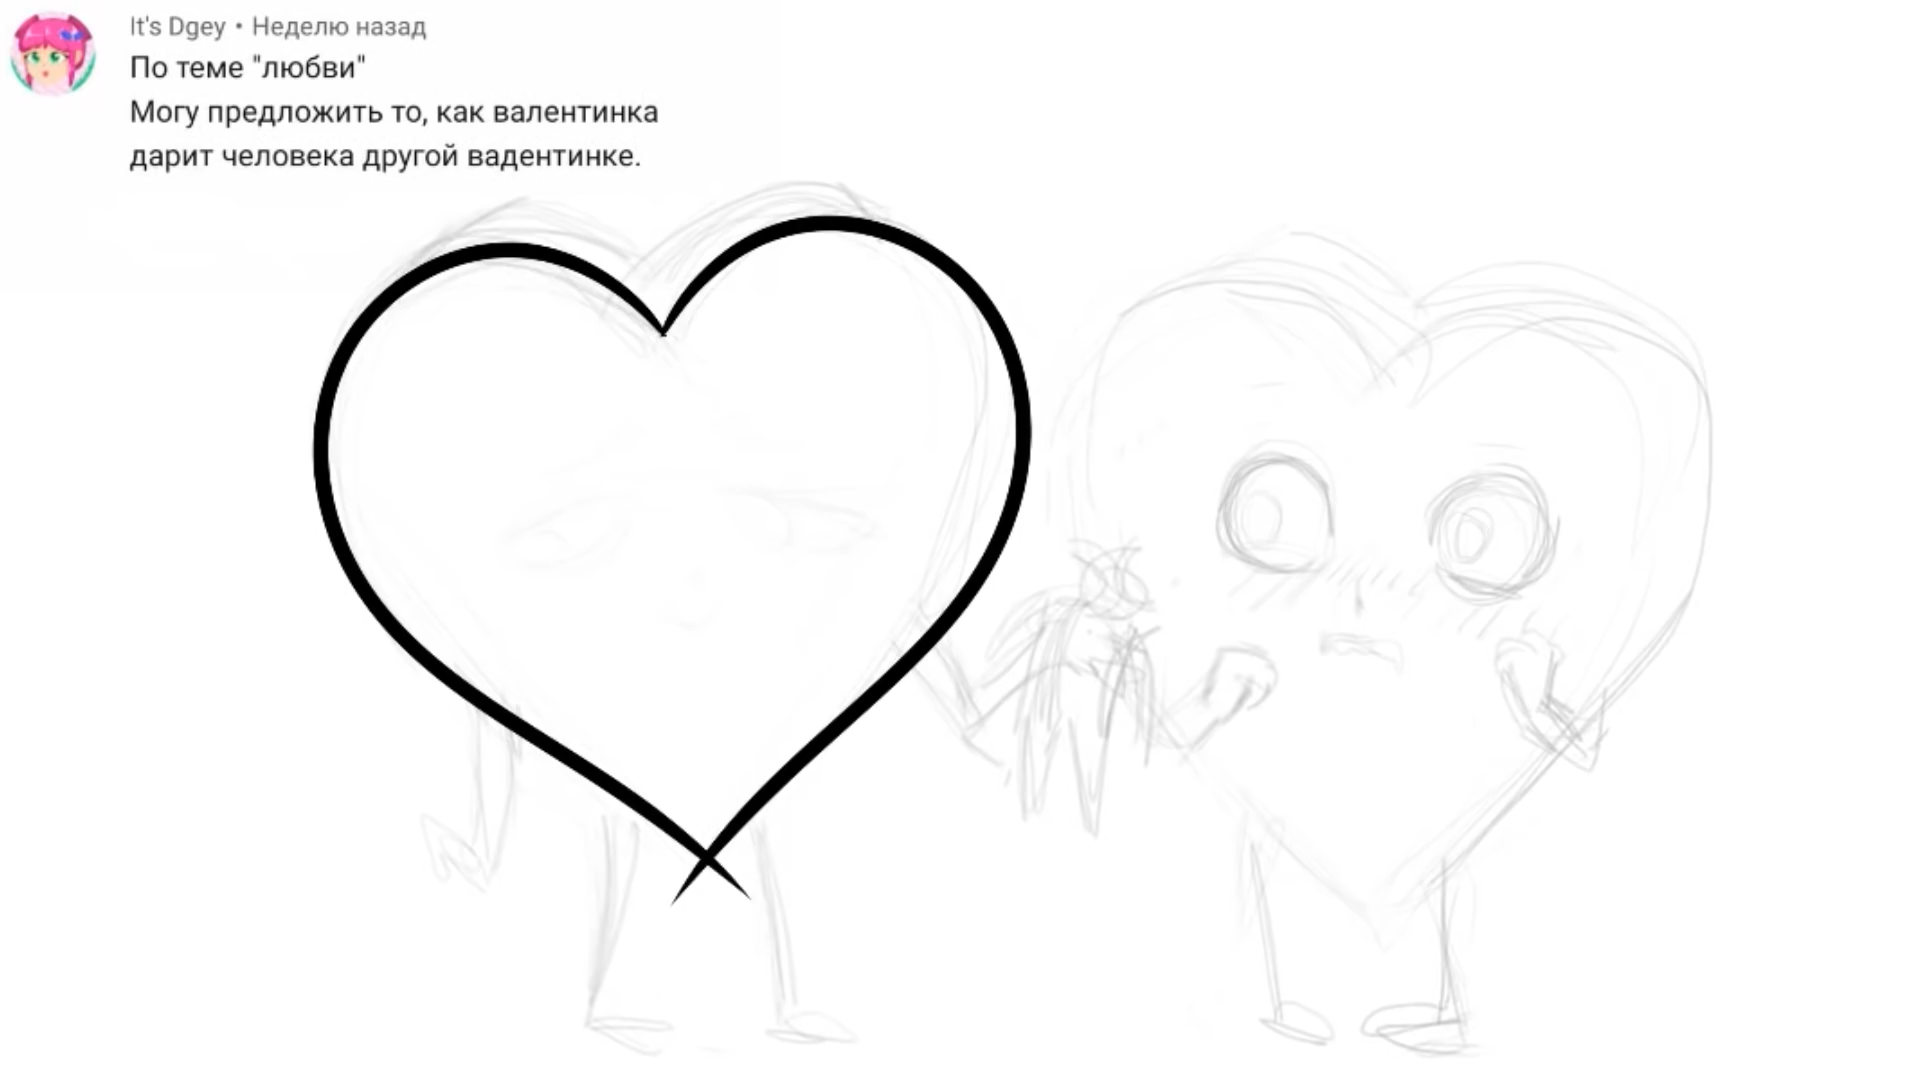 It's Dgey • Неделю назад
По теме "любви"
Могу предложить то, как валентинка
дарит человека другой вадентинке.